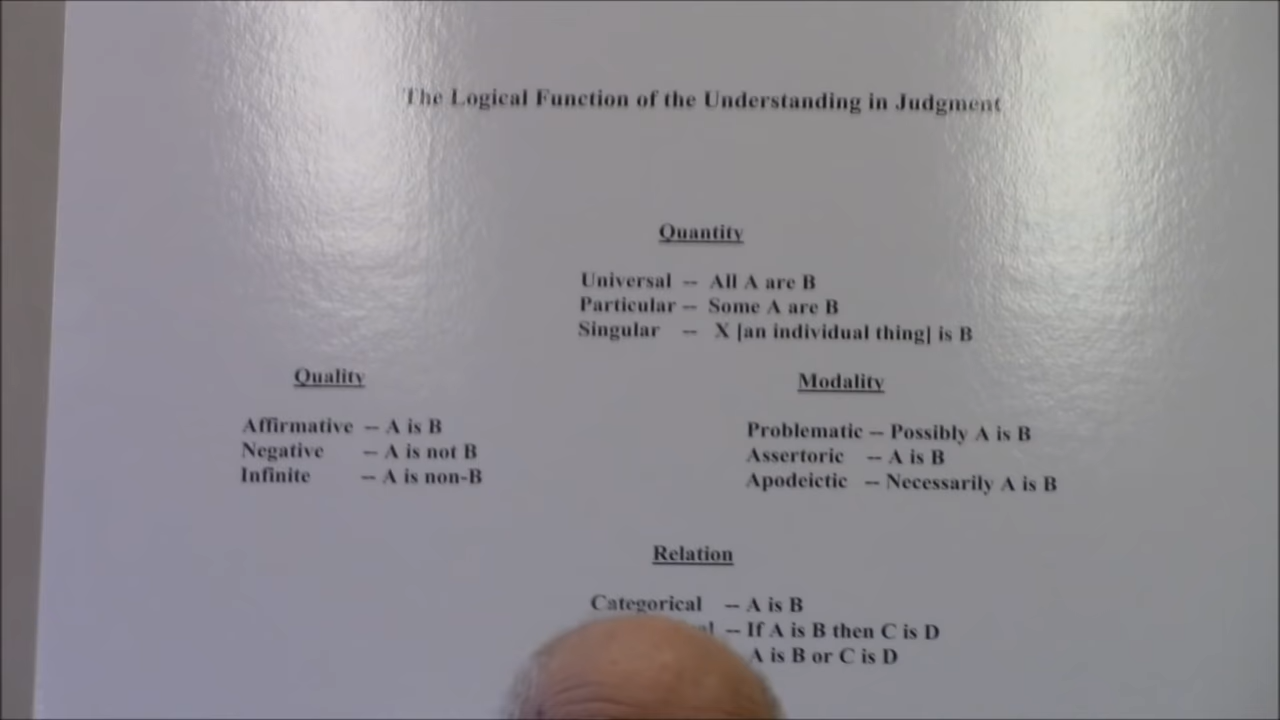 The Logical Function of the Understanding in Judgment
Quantity
Universal -- All A are B
Particular -- Some A are B
Singular -- X [an individual thing] is B
Quality
Affirmative -- A is B
Negative -- A is not B
Infinite -- A is non-B
Modality
Problematic -- Possibly A is B
Assertoric -- A is B
Apodeictic -- Necessarily A is B
Relation
Categorical -- A is B
-- If A is B then C is D
A is B or C is D